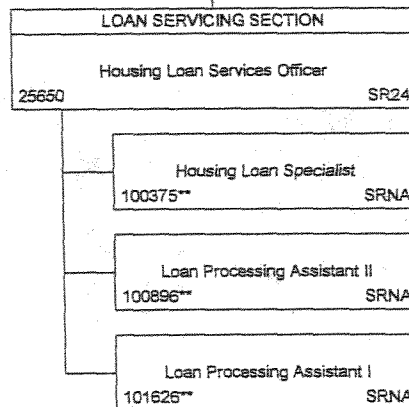 LOAN SERVICING SECTION
Housing Loan Services Officer
25650 SR24
Housing Loan Specialist
100375** SRNA
Loan Processing Assistant II
100896** SRNA
Loan Processing Assistant I
101626** SRNA